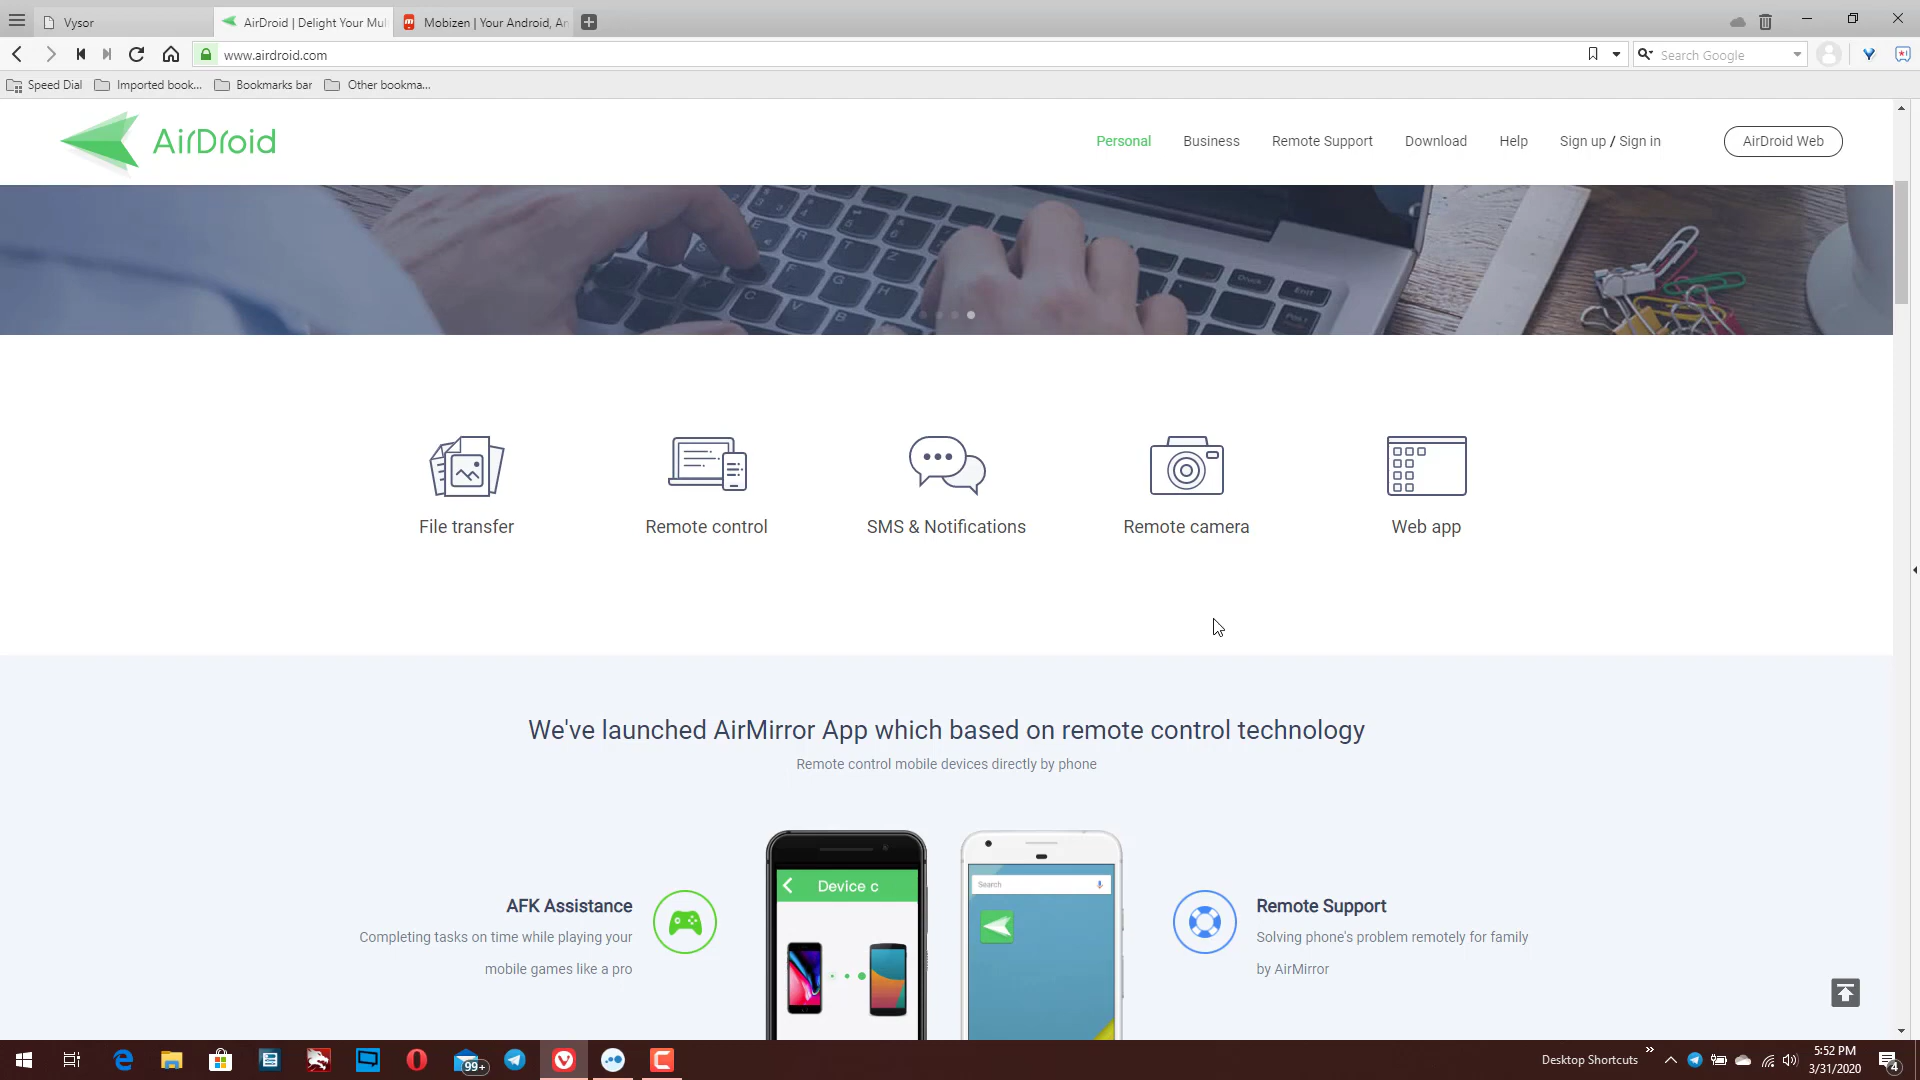 Vysor
AirDroid | Delight Your Mul
Mobizen | Your Android, An
www.airdroid.com
Search Google
Speed Dial
Imported book...
Bookmarks bar
Other bookma...
AirDroid
Personal
Business
Remote Support
Download
Help
Sign up / Sign in
AirDroid Web
File transfer
Remote control
SMS & Notifications
Remote camera
Web app
We've launched AirMirror App which based on remote control technology
Remote control mobile devices directly by phone
AFK Assistance
Completing tasks on time while playing your
mobile games like a pro
Device c
Search
Remote Support
Solving phone's problem remotely for family
by AirMirror
99+
Desktop Shortcuts
5:52 PM
3/31/2020
4